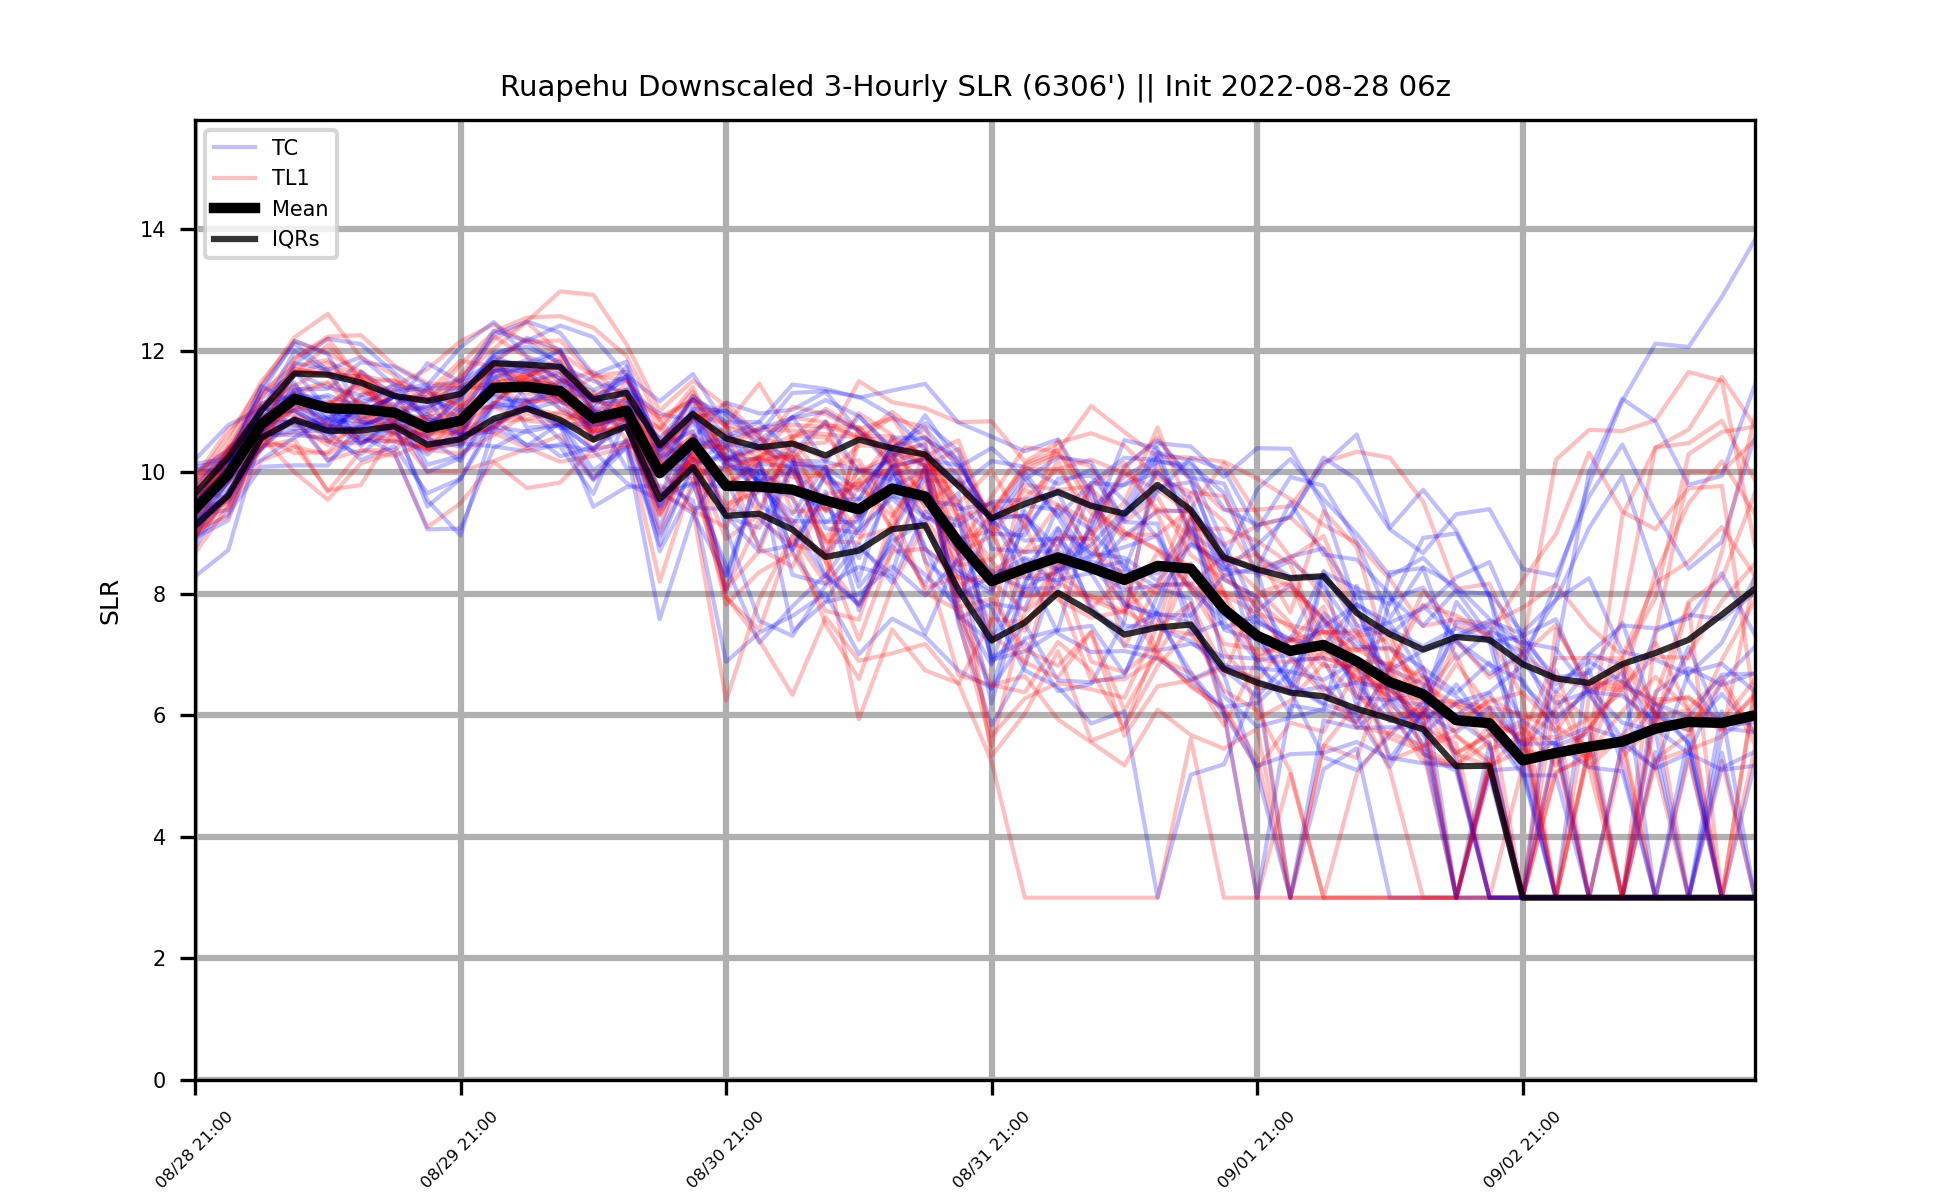 Ruapehu Downscaled 3-Hourly SLR (6306') || Init 2022-08-28 06z
TC
TL1
Mean
IQRs
SLR
14
12
10
8
6
4
2
0
08/28 21:00
08/29 21:00
08/30 21:00
08/31 21:00
09/01 21:00
09/02 21:00